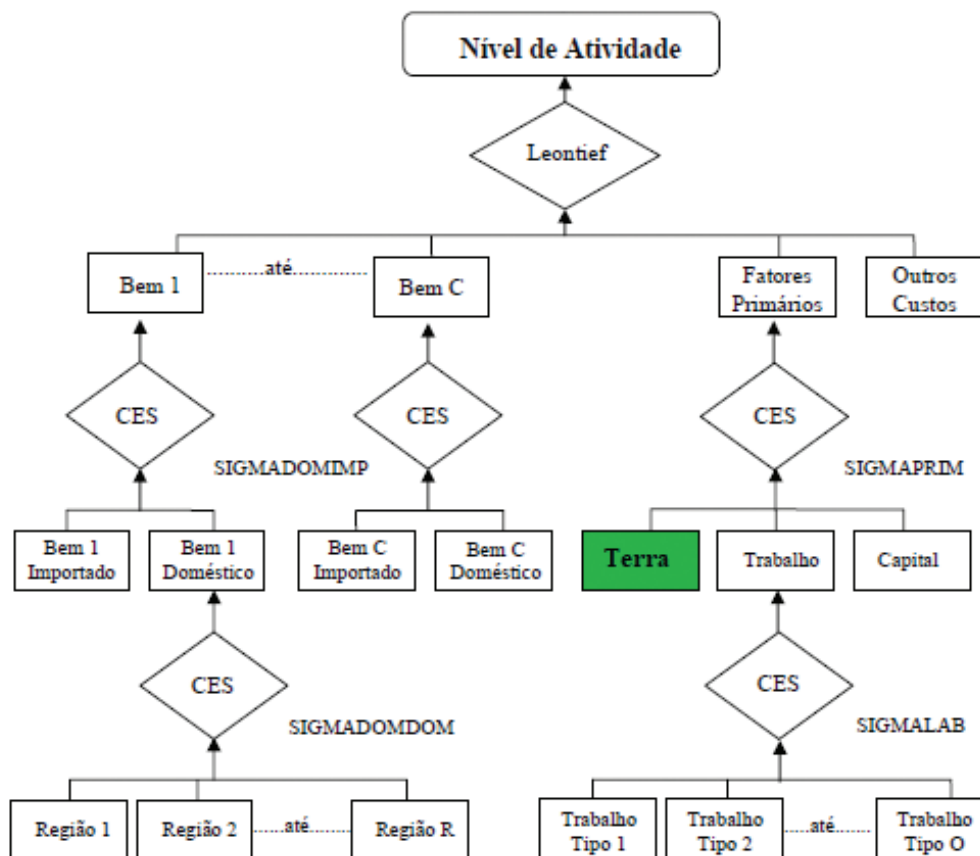 Nível de Atividade
Leontief
Bem 1
até
Bem C
Fatores
Primários
Outros
Custos
CES
CES
CES
SIGMADOMIMP
SIGMAPRIM
Bem 1
Importado
Bem 1
Doméstico
Bem C
Importado
Bem C
Doméstico
Terra
Trabalho
Capital
CES
CES
SIGMADOMDOM
SIGMALAB
Região 1
Região 2
até
Região R
Trabalho
Tipo 1
Trabalho
Tipo 2
até
Trabalho
Tipo O